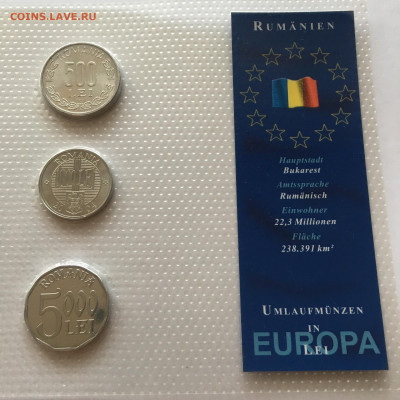 COINS.LAVE.RU
500
LEI
ROMANIA
ROMANIA
5000
LEI
RUMÄNIEN
Hauptstadt
Bukarest
Amtssprache
Rumänisch
Einwohner
22,3 Millionen
Fläche
238.391 km²
UMLAUFMÜNZEN
IN
LEI
EUROPA